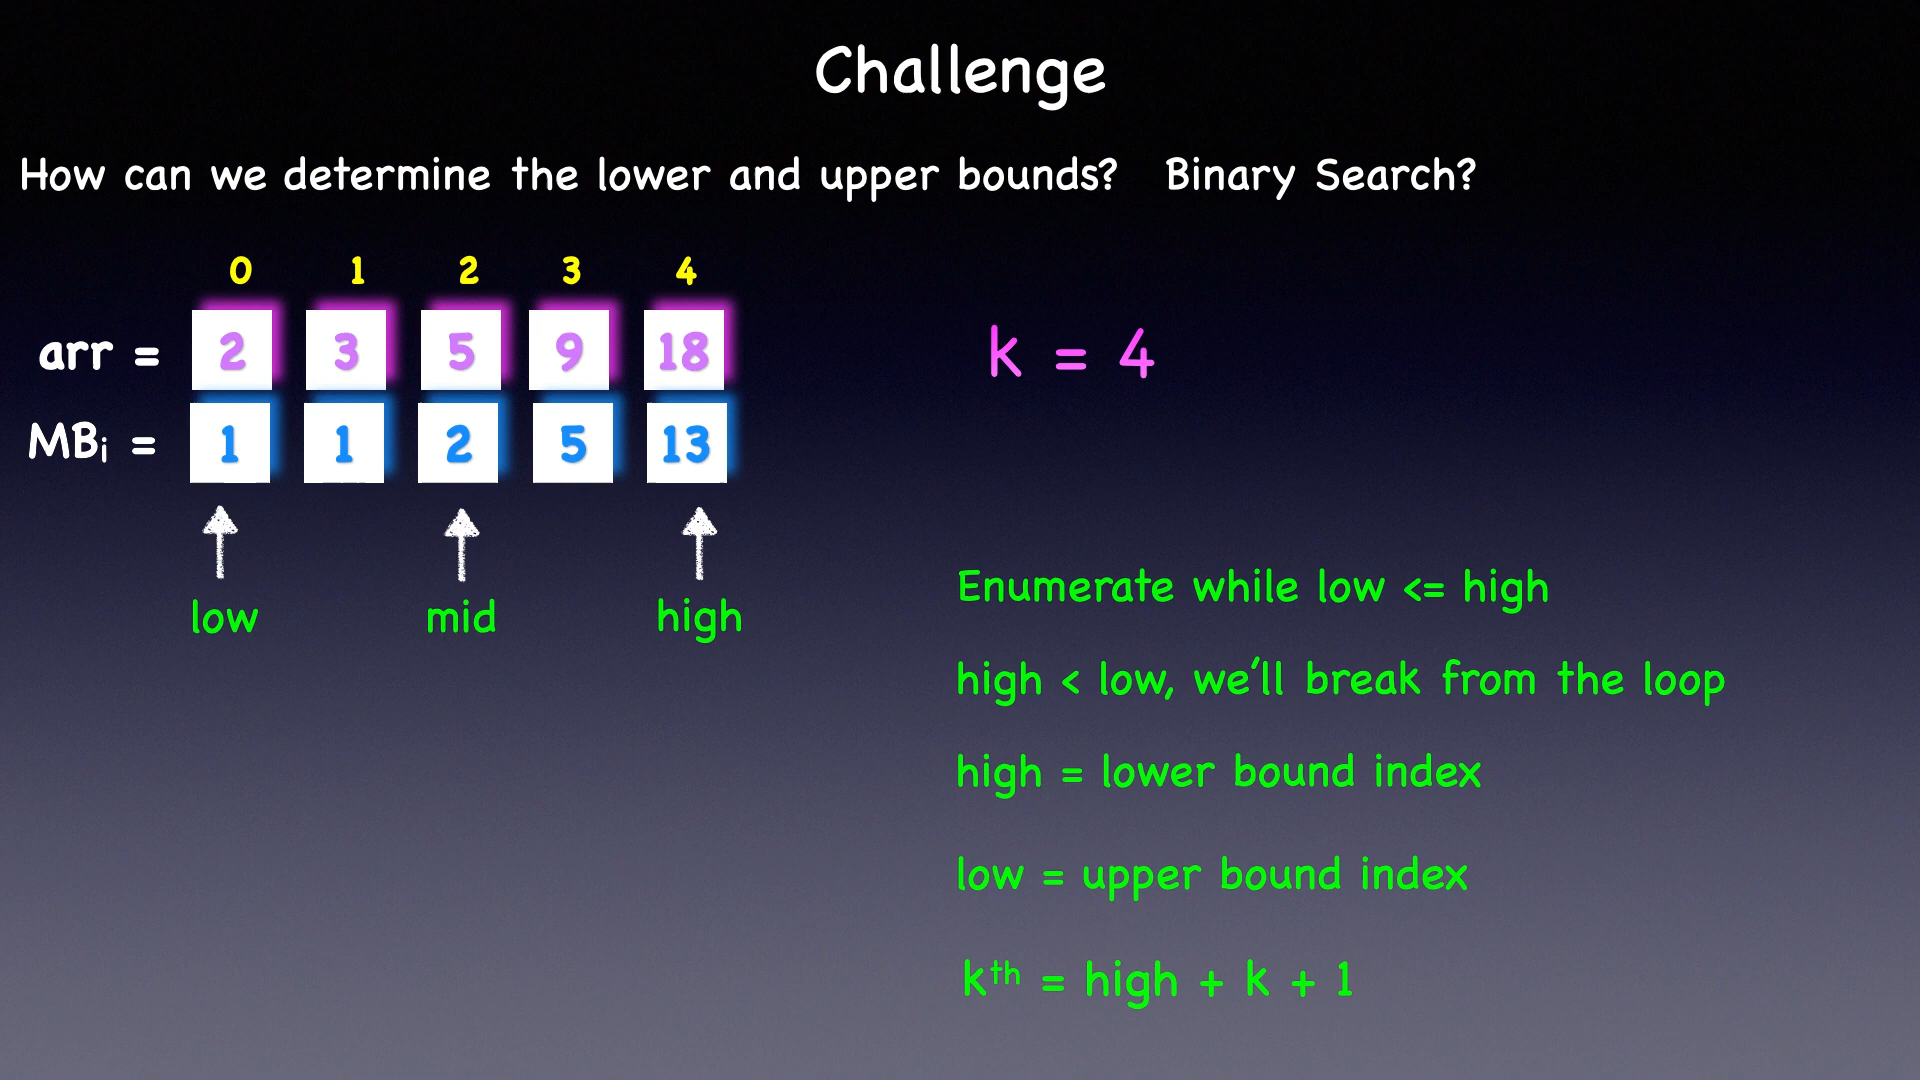 Challenge
How can we determine the lower and upper bounds? Binary Search?
0 1 2 3 4
arr = 2 3 5 9 18
k = 4
MBᵢ = 1 1 2 5 13
low mid high
Enumerate while low <= high
high < low, we'll break from the loop
high = lower bound index
low = upper bound index
kᵗʰ = high + k + 1